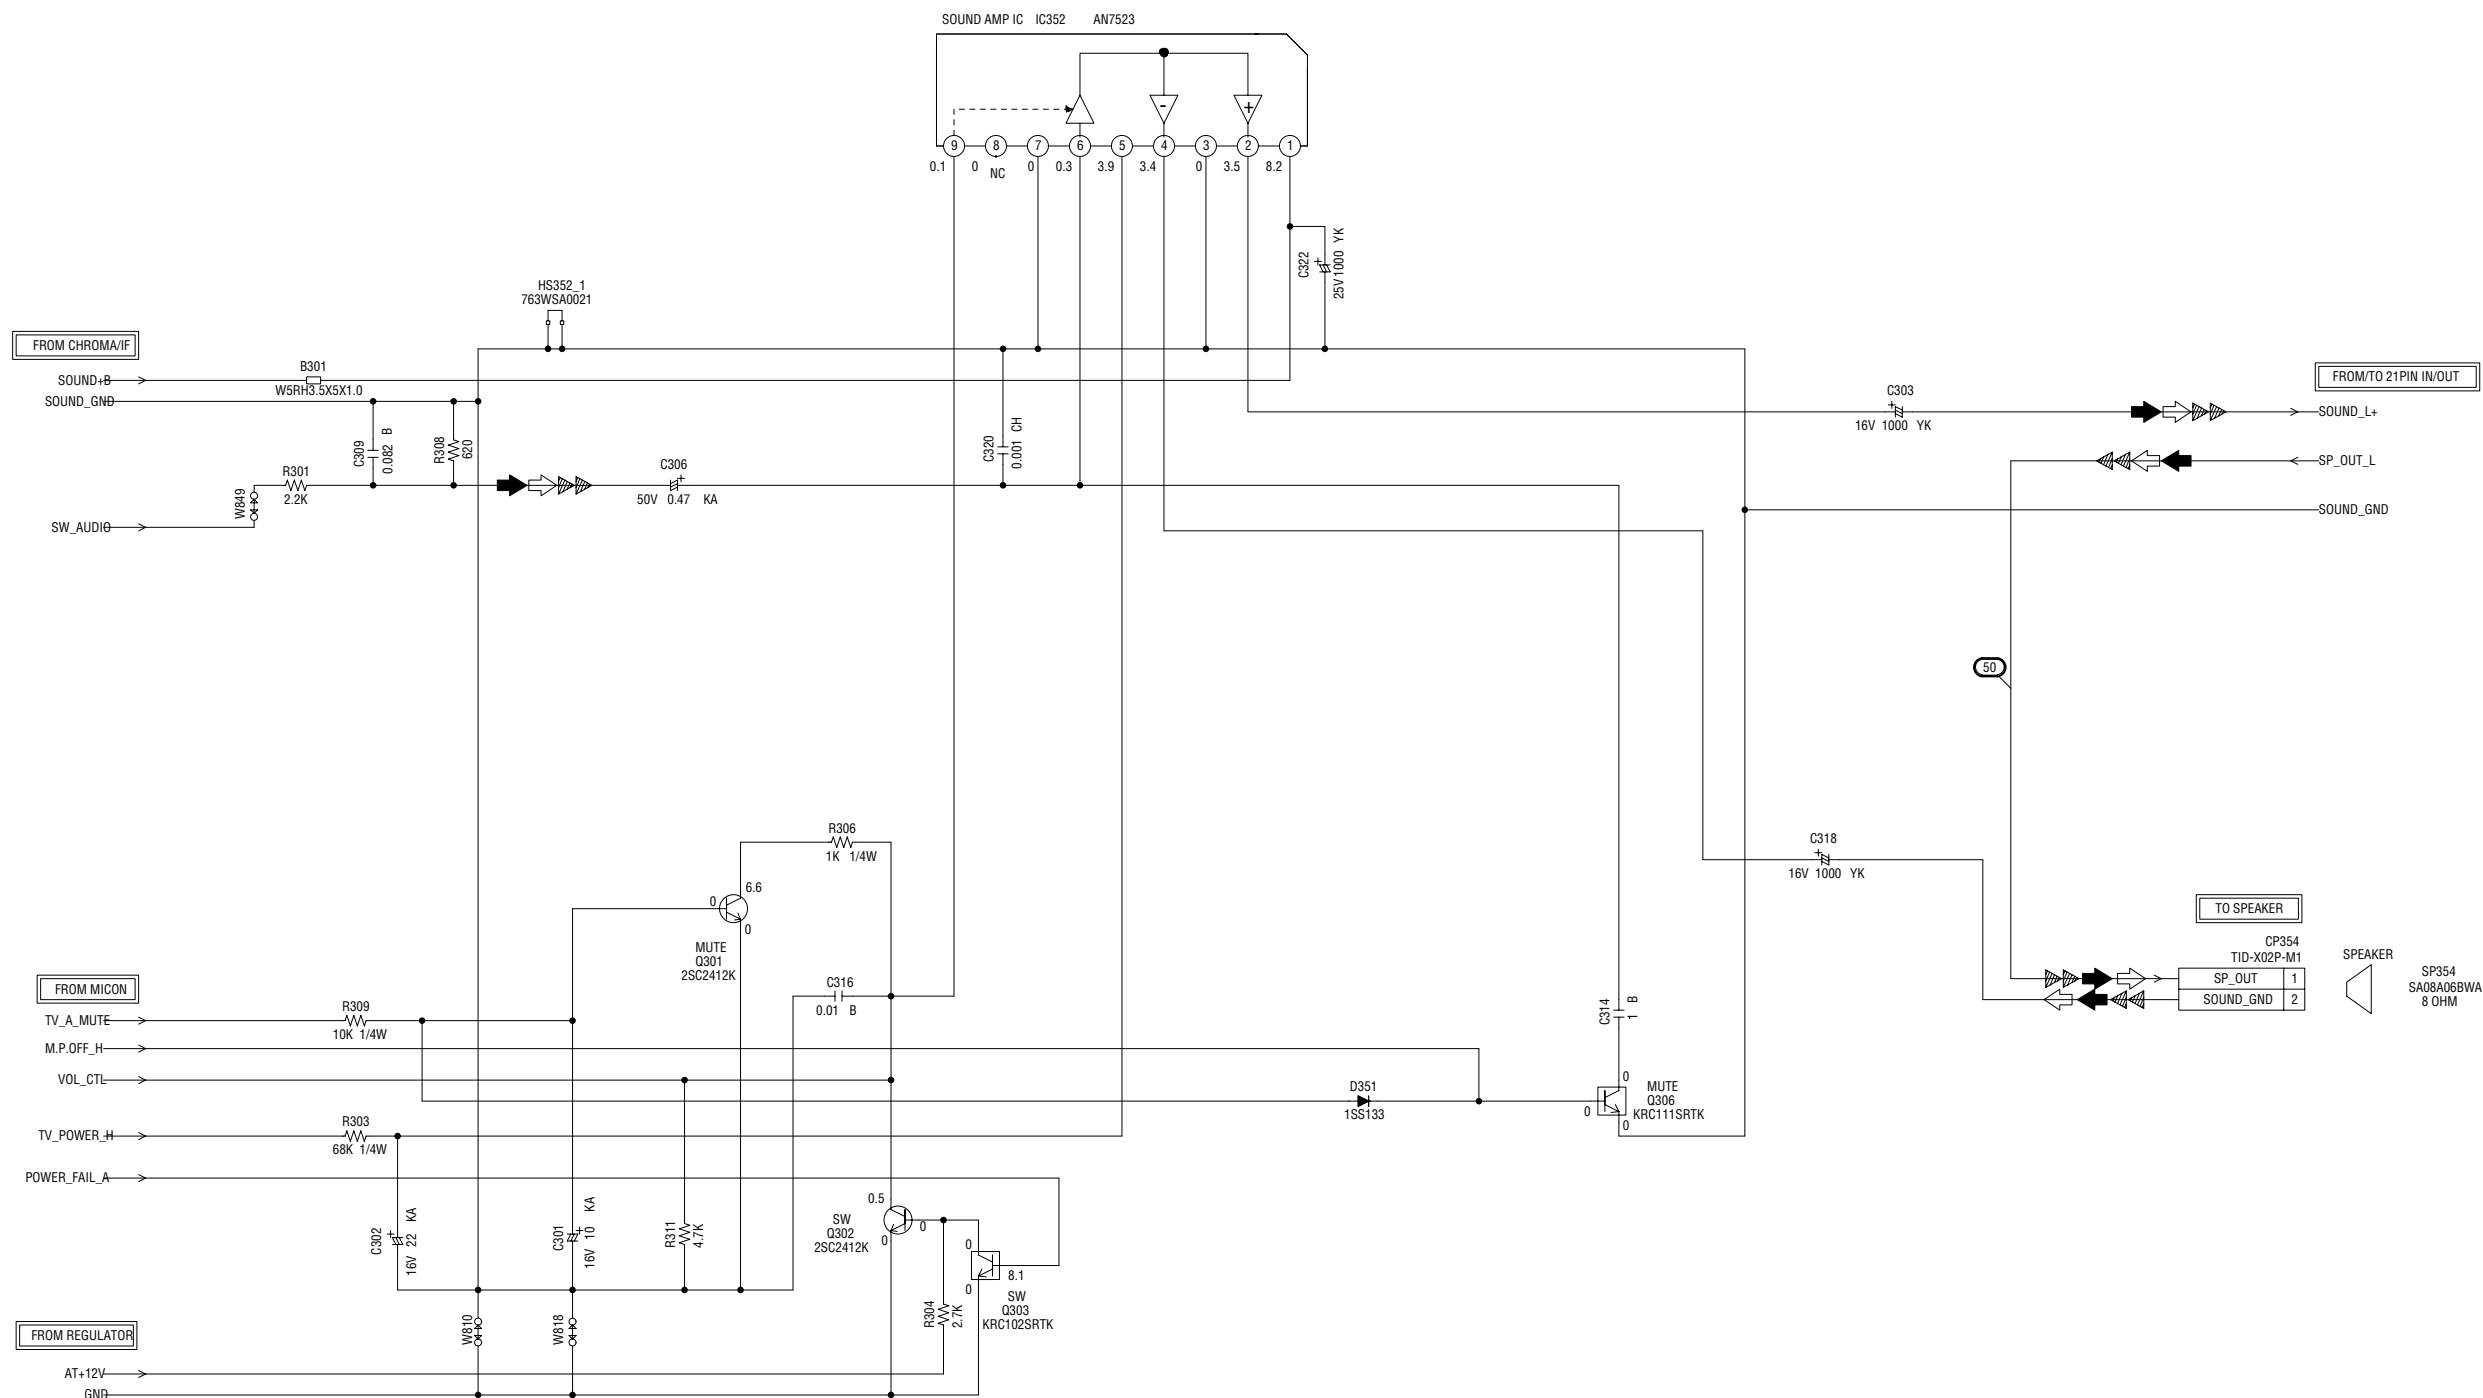 SOUND AMP IC IC352 AN7523
- +
9 8 7 6 5 4 3 2 1
0.1 0 0 0.3 3.9 3.4 0 3.5 8.2
NC
C322
25V 1000 YK
HS352_1
763WSA0021
FROM CHROMA/IF
B301
SOUND+B
W5RH3.5X5X1.0
SOUND_GND
C309
0.082 B
R308
620
R301
2.2K
W849
SW_AUDIO
C306
50V 0.47 KA
C320
0.001 CH
FROM/TO 21PIN IN/OUT
C303
16V 1000 YK
SOUND_L+
SP_OUT_L
SOUND_GND
50
R306
1K 1/4W
C318
16V 1000 YK
6.6
0
0
MUTE
Q301
2SC2412K
TO SPEAKER
CP354
TID-X02P-M1
SP_OUT 1
SOUND_GND 2
SPEAKER
SP354
SA08A06BWA
8 OHM
FROM MICON
C316
0.01 B
R309
TV_A_MUTE
10K 1/4W
M.P.OFF_H
VOL_CTL
C314
1 B
D351
1SS133
0
0
0
MUTE
Q306
KRC111SRTK
R303
TV_POWER_H
68K 1/4W
POWER_FAIL_A
C302
16V 22 KA
C301
16V 10 KA
R311
4.7K
0.5
0
0
SW
Q302
2SC2412K
0
8.1
0
SW
Q303
KRC102SRTK
R304
2.7K
W810
W818
FROM REGULATOR
AT+12V
GND